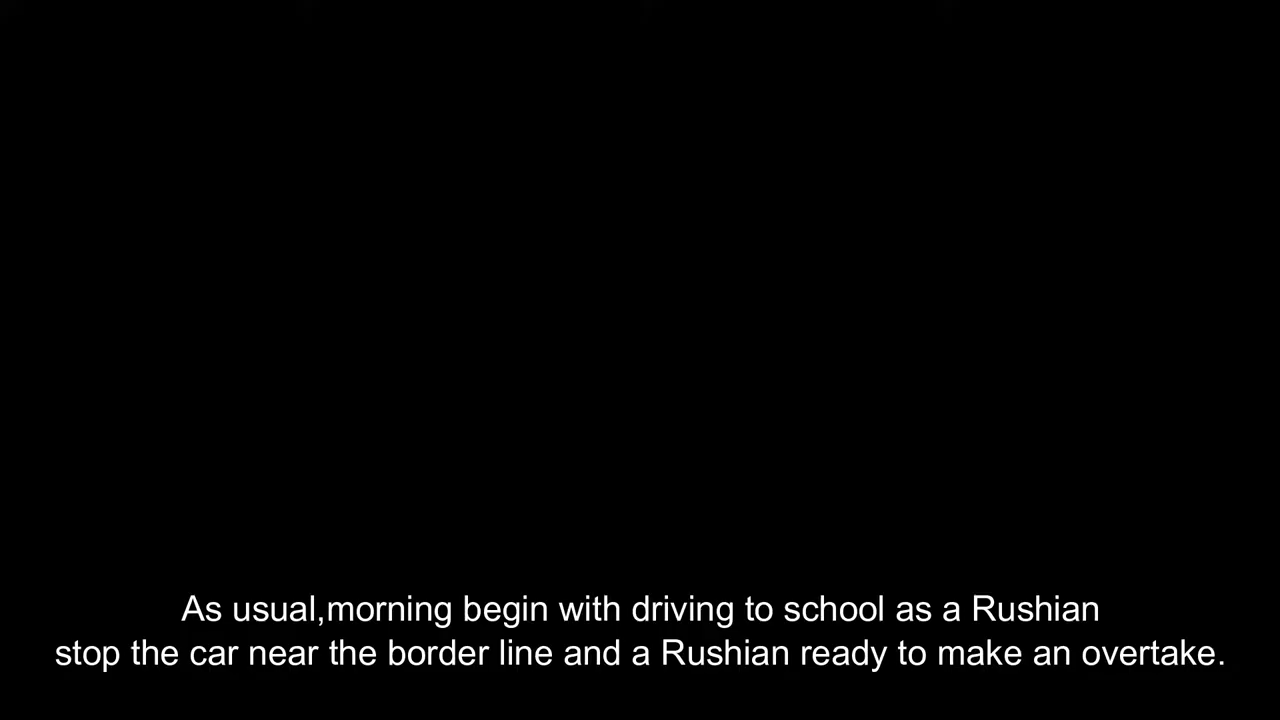 As usual,morning begin with driving to school as a Rushian
stop the car near the border line and a Rushian ready to make an overtake.